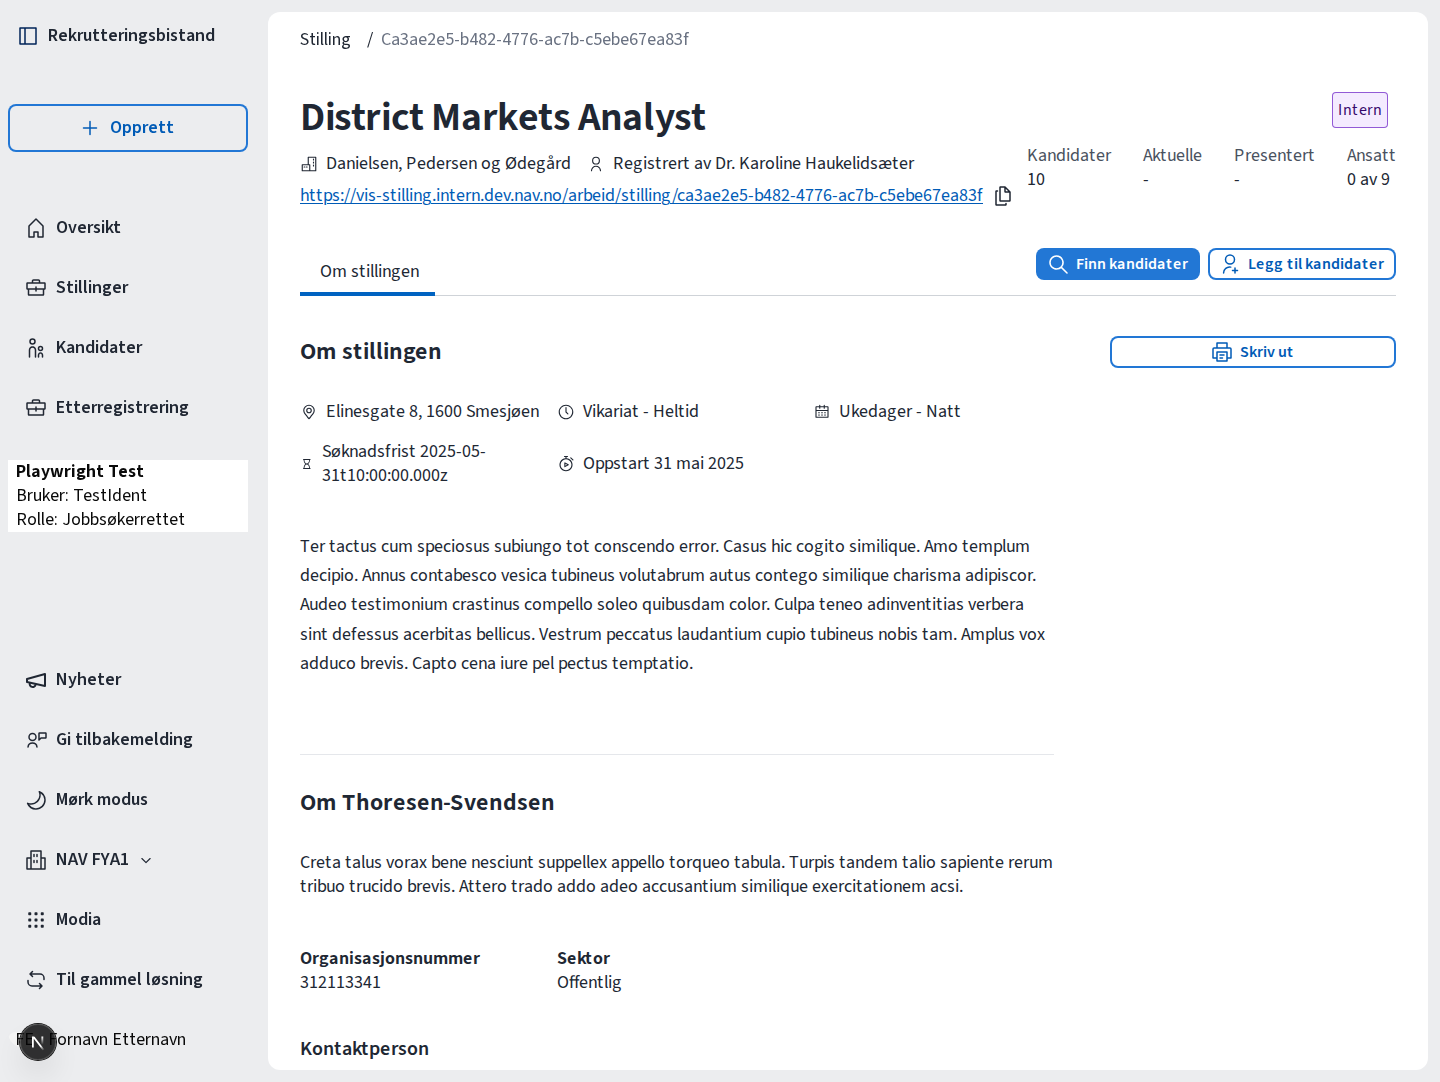 Rekrutteringsbistand
Opprett
Oversikt
Stillinger
Kandidater
Etterregistrering
Playwright Test
Bruker: TestIdent
Rolle: Jobbsøkerrettet
Nyheter
Gi tilbakemelding
Mørk modus
NAV FYA1
Modia
Til gammel løsning
Fornavn Etternavn
Stilling / Ca3ae2e5-b482-4776-ac7b-c5ebe67ea83f
District Markets Analyst
Intern
Danielsen, Pedersen og Ødegård Registrert av Dr. Karoline Haukelidsæter
https://vis-stilling.intern.dev.nav.no/arbeid/stilling/ca3ae2e5-b482-4776-ac7b-c5ebe67ea83f
Kandidater Aktuelle Presentert Ansatt
10 - - 0 av 9
Om stillingen
Finn kandidater
Legg til kandidater
Om stillingen
Skriv ut
Elinesgate 8, 1600 Smesjøen Vikariat - Heltid Ukedager - Natt
Søknadsfrist 2025-05-
31t10:00:00.000z
Oppstart 31 mai 2025
Ter tactus cum speciosus subiungo tot conscendo error. Casus hic cogito similique. Amo templum
decipio. Annus contabesco vesica tubineus volutabrum autus contego similique charisma adipiscor.
Audeo testimonium crastinus compello soleo quibusdam color. Culpa teneo adinventitias verbera
sint defessus acerbitas bellicus. Vestrum peccatus laudantium cupio tubineus nobis tam. Amplus vox
adduco brevis. Capto cena iure pel pectus temptatio.
Om Thoresen-Svendsen
Creta talus vorax bene nesciunt suppellex appello torqueo tabula. Turpis tandem talio sapiente rerum
tribuo trucido brevis. Attero trado addo adeo accusantium similique exercitationem acsi.
Organisasjonsnummer Sektor
312113341 Offentlig
Kontaktperson